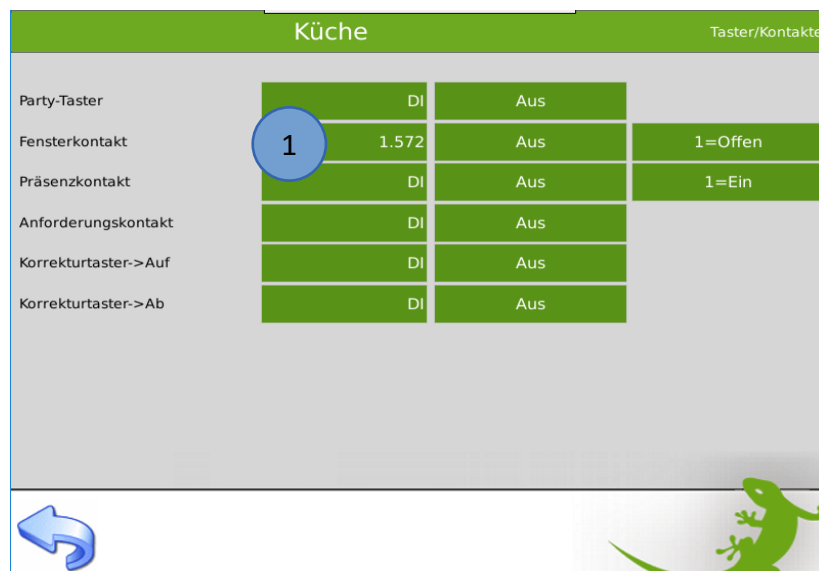 Küche Taster/Kontakte
Party-Taster DI Aus
Fensterkontakt 1 1.572 Aus 1=Offen
Präsenzkontakt DI Aus 1=Ein
Anforderungskontakt DI Aus
Korrekturtaster->Auf DI Aus
Korrekturtaster->Ab DI Aus